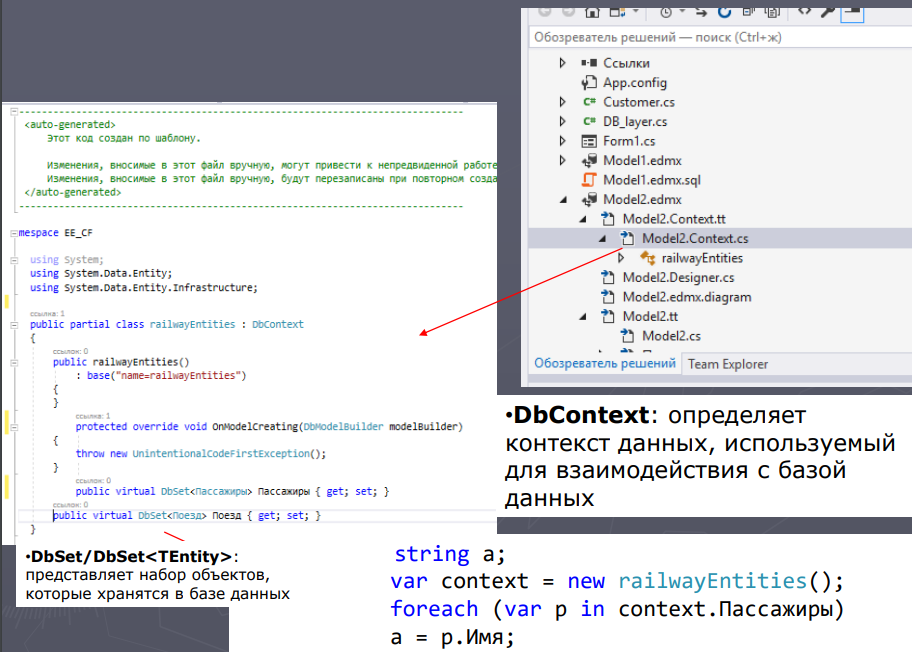 Обозреватель решений — поиск (Ctrl+ж)
Ссылки
App.config
C# Customer.cs
C# DB_layer.cs
Form1.cs
Model1.edmx
Model1.edmx.sql
Model2.edmx
Model2.Context.tt
Model2.Context.cs
railwayEntities
Model2.Designer.cs
Model2.edmx.diagram
Model2.tt
Model2.cs
Обозреватель решений Team Explorer
//------------------------------------------------------------------------------
<auto-generated>
Этот код создан по шаблону.
Изменения, вносимые в этот файл вручную, могут привести к непредвиденной работе
Изменения, вносимые в этот файл вручную, будут перезаписаны при повторном созда
</auto-generated>
mespace EE_CF
using System;
using System.Data.Entity;
using System.Data.Entity.Infrastructure;
ссылка: 1
public partial class railwayEntities : DbContext
{
ссылок: 0
public railwayEntities()
: base("name=railwayEntities")
{
}
ссылка: 1
protected override void OnModelCreating(DbModelBuilder modelBuilder)
{
throw new UnintentionalCodeFirstException();
}
ссылок: 0
public virtual DbSet<Пассажиры> Пассажиры { get; set; }
ссылок: 0
public virtual DbSet<Поезд> Поезд { get; set; }
}
•DbContext: определяет
контекст данных, используемый
для взаимодействия с базой
данных
•DbSet/DbSet<TEntity>:
представляет набор объектов,
которые хранятся в базе данных
string a;
var context = new railwayEntities();
foreach (var p in context.Пассажиры)
a = p.Имя;